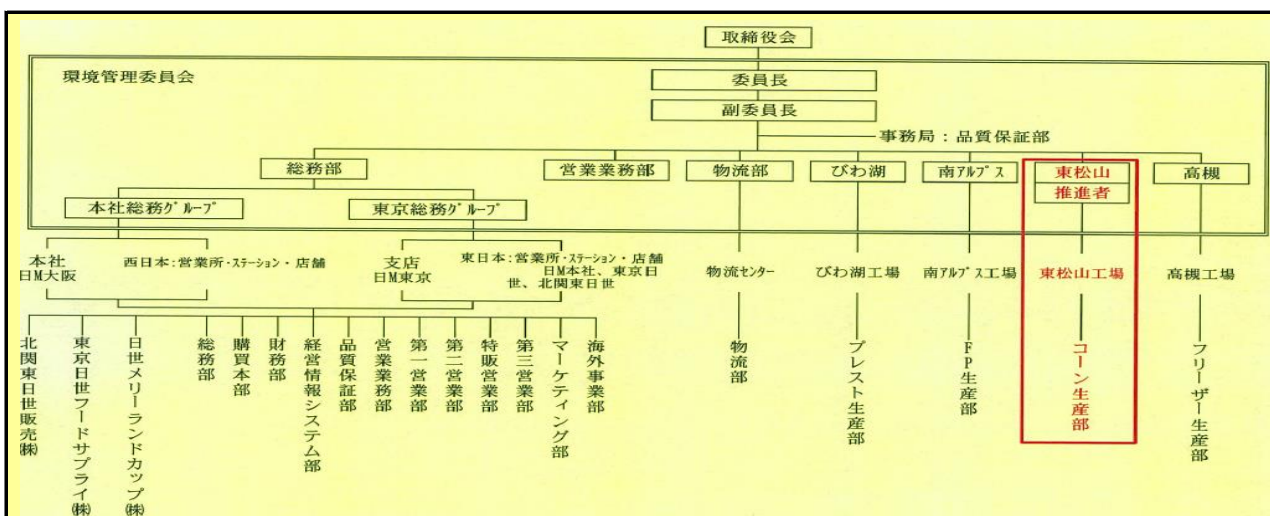 取締役会
環境管理委員会
委員長
副委員長
事務局：品質保証部
総務部
営業業務部
物流部
びわ湖
南アルプス
東松山
推進者
高槻
本社総務グループ
東京総務グループ
本社
日M大阪
西日本：営業所・ステーション・店舗
支店
日M東京
東日本：営業所・ステーション・店舗
日M本社、東京日
世、北関東日世
物流センター
びわ湖工場
南アルプス工場
東松山工場
高槻工場
北関東日世販売㈱
東京日世フードサプライ㈱
日世メリーランドカップ㈱
総務部
購買本部
財務部
経営情報システム部
品質保証部
営業業務部
第一営業部
第二営業部
特販営業部
第三営業部
マーケティング部
海外事業部
物流部
プレスト生産部
FP生産部
コーン生産部
フリーザー生産部